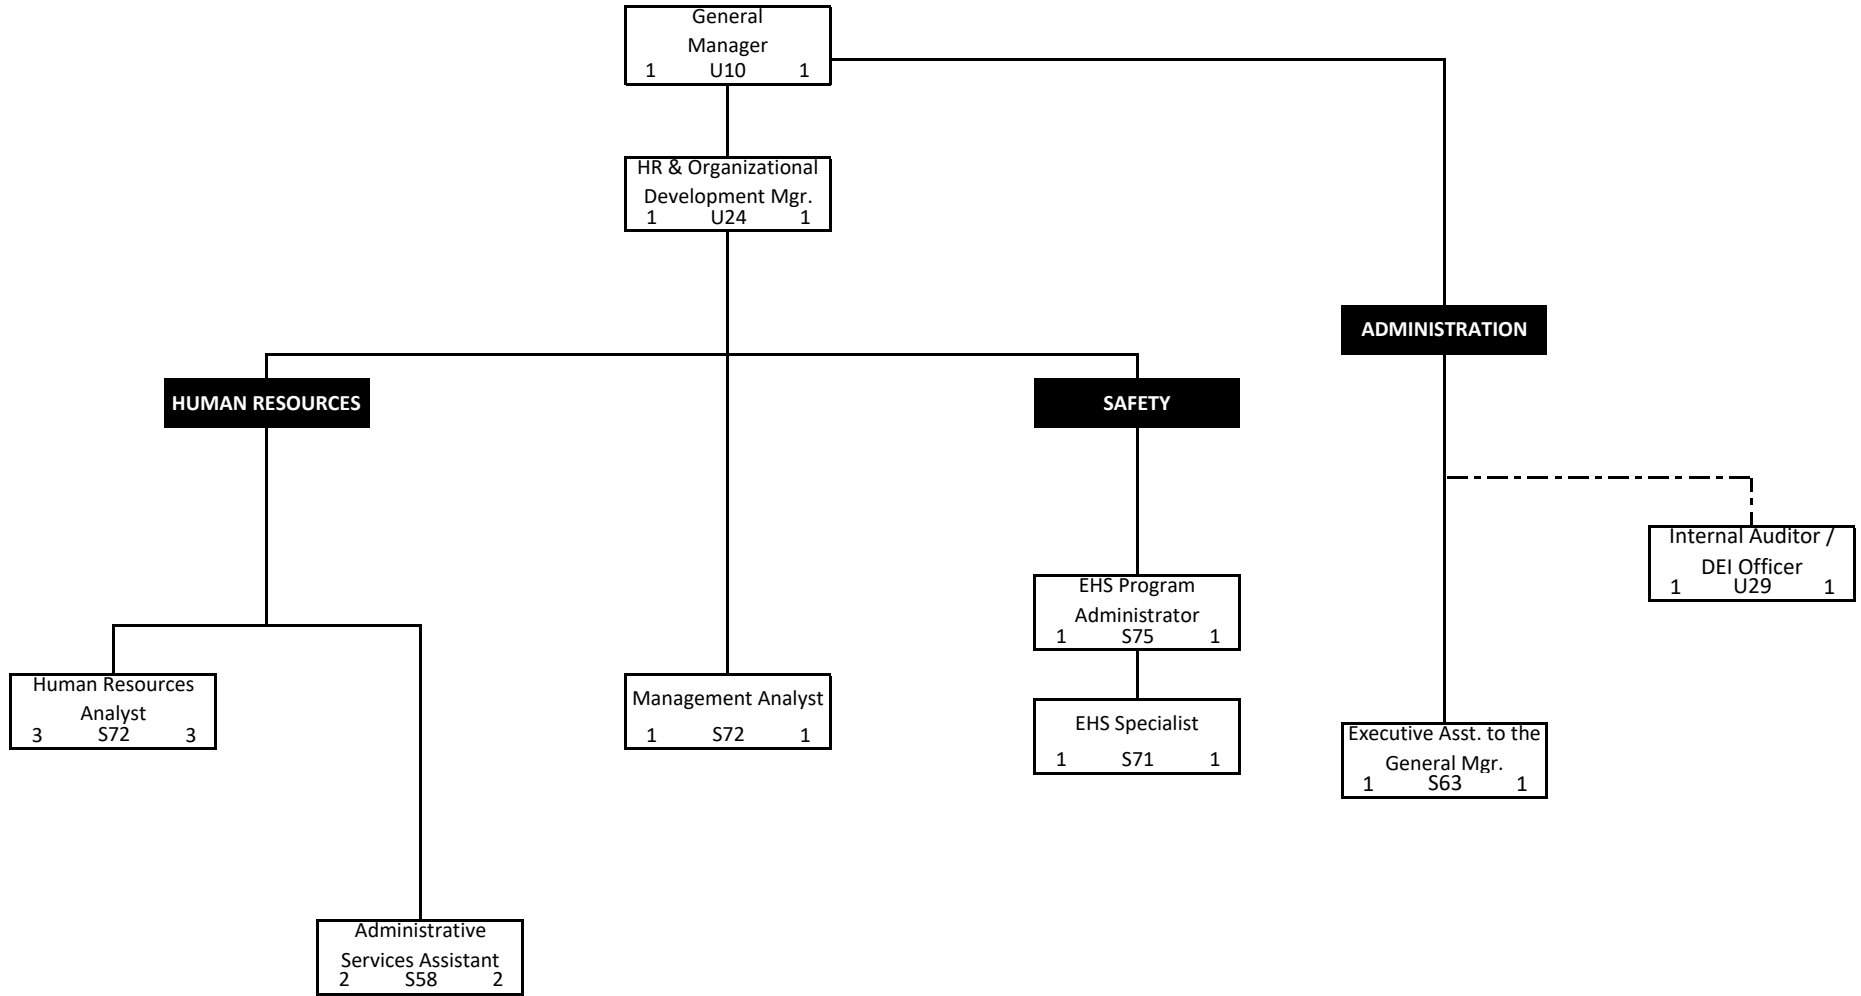 General
Manager
1 U10 1
HR & Organizational
Development Mgr.
1 U24 1
ADMINISTRATION
HUMAN RESOURCES
SAFETY
Internal Auditor /
DEI Officer
1 U29 1
EHS Program
Administrator
1 S75 1
Human Resources
Analyst
3 S72 3
Management Analyst
1 S72 1
EHS Specialist
1 S71 1
Executive Asst. to the
General Mgr.
1 S63 1
Administrative
Services Assistant
2 S58 2